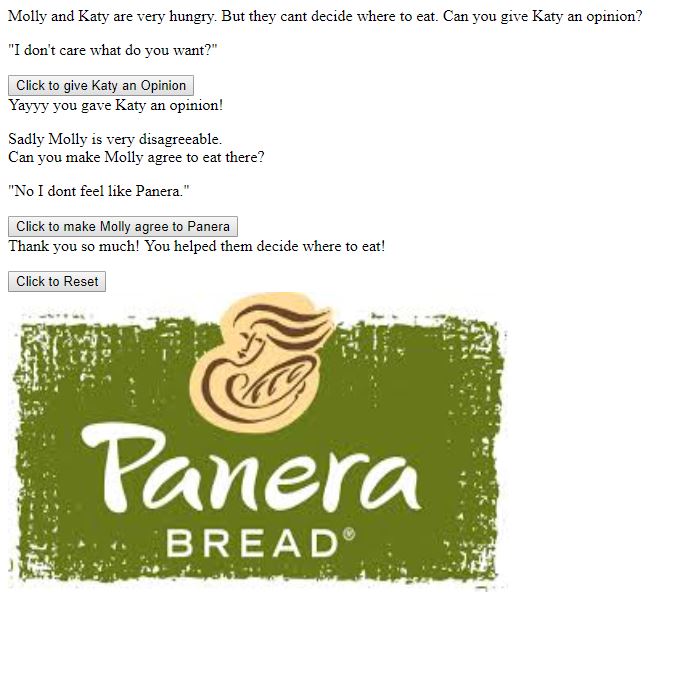 Molly and Katy are very hungry. But they cant decide where to eat. Can you give Katy an opinion?
"I don't care what do you want?"
Click to give Katy an Opinion
Yayyy you gave Katy an opinion!
Sadly Molly is very disagreeable.
Can you make Molly agree to eat there?
"No I dont feel like Panera."
Click to make Molly agree to Panera
Thank you so much! You helped them decide where to eat!
Click to Reset
Panera
BREAD®